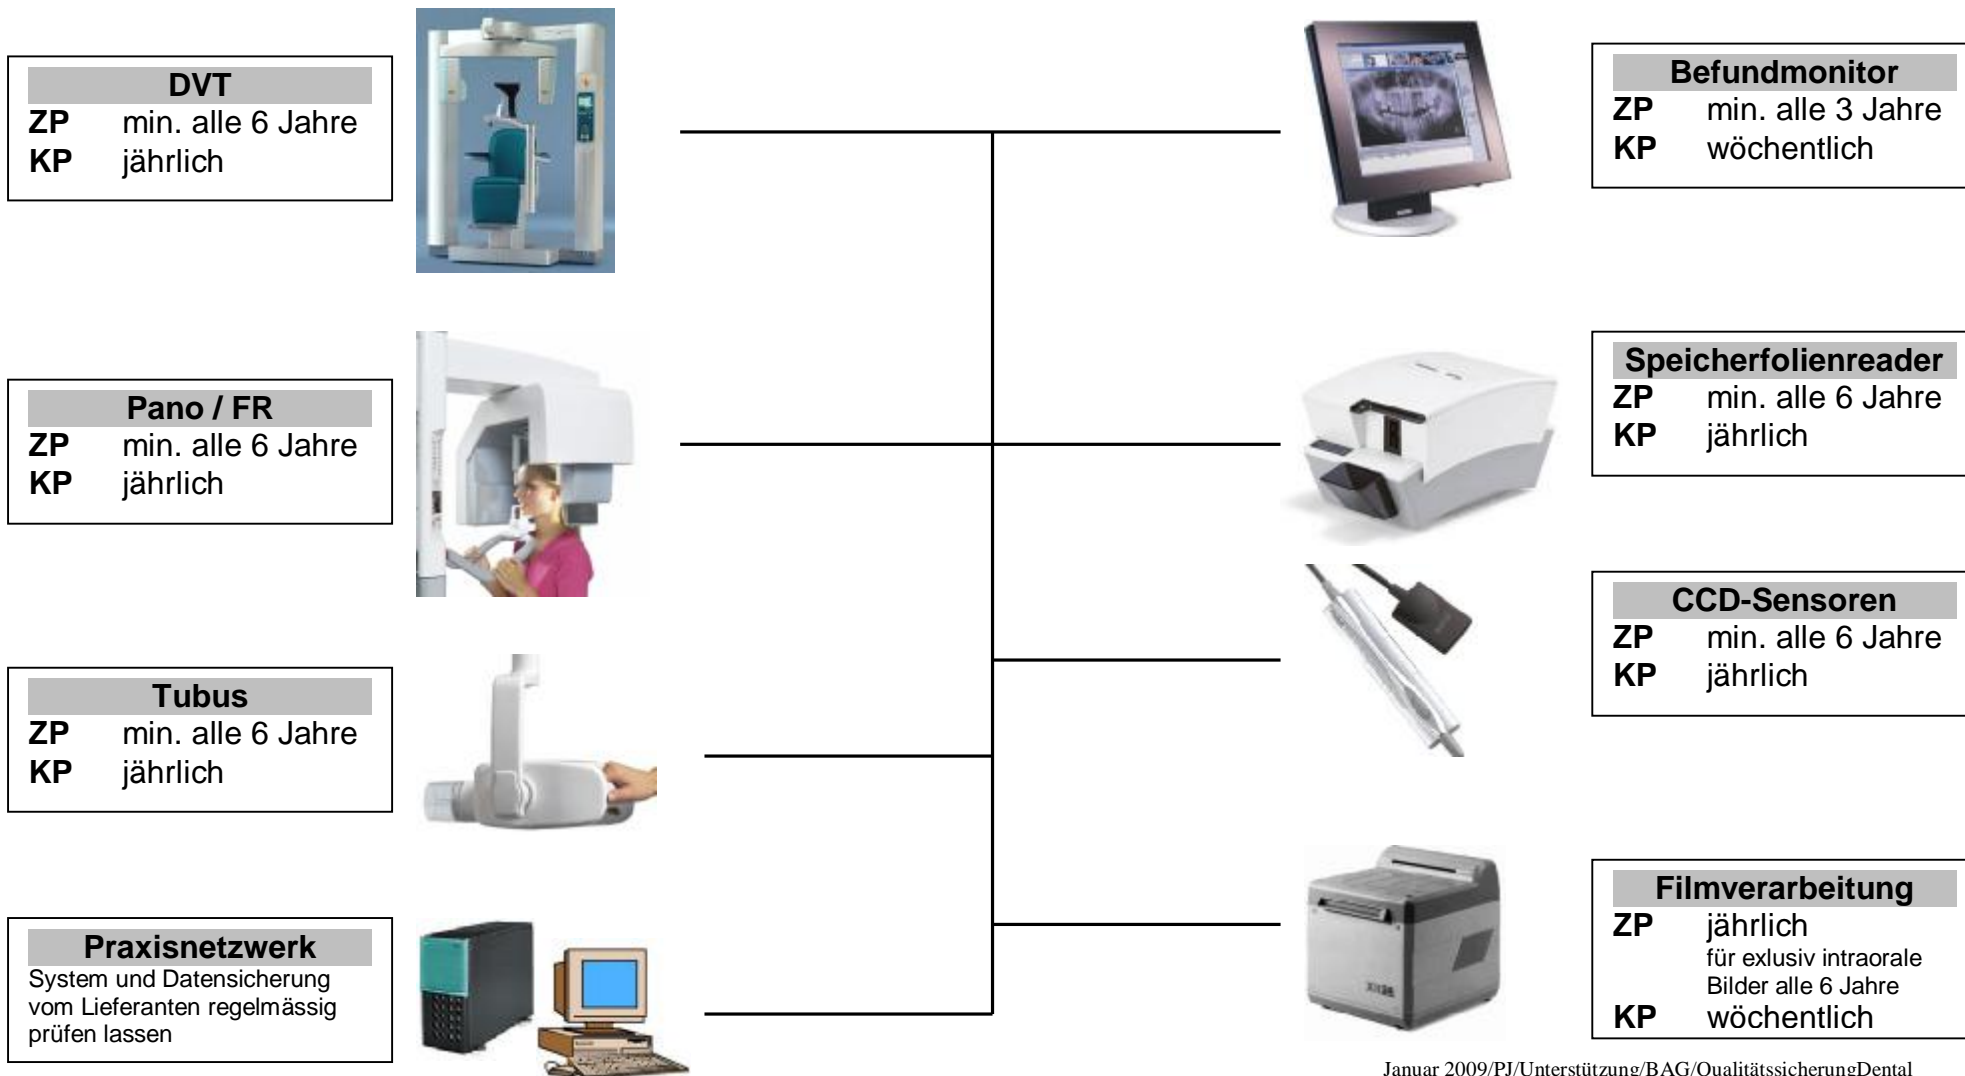 DVT
ZP min. alle 6 Jahre
KP jährlich
Befundmonitor
ZP min. alle 3 Jahre
KP wöchentlich
Pano / FR
ZP min. alle 6 Jahre
KP jährlich
Speicherfolienreader
ZP min. alle 6 Jahre
KP jährlich
Tubus
ZP min. alle 6 Jahre
KP jährlich
CCD-Sensoren
ZP min. alle 6 Jahre
KP jährlich
Praxisnetzwerk
System und Datensicherung
vom Lieferanten regelmässig
prüfen lassen
Filmverarbeitung
ZP jährlich
für exlusiv intraorale
Bilder alle 6 Jahre
KP wöchentlich
Januar 2009/PJ/Unterstützung/BAG/QualitätssicherungDental